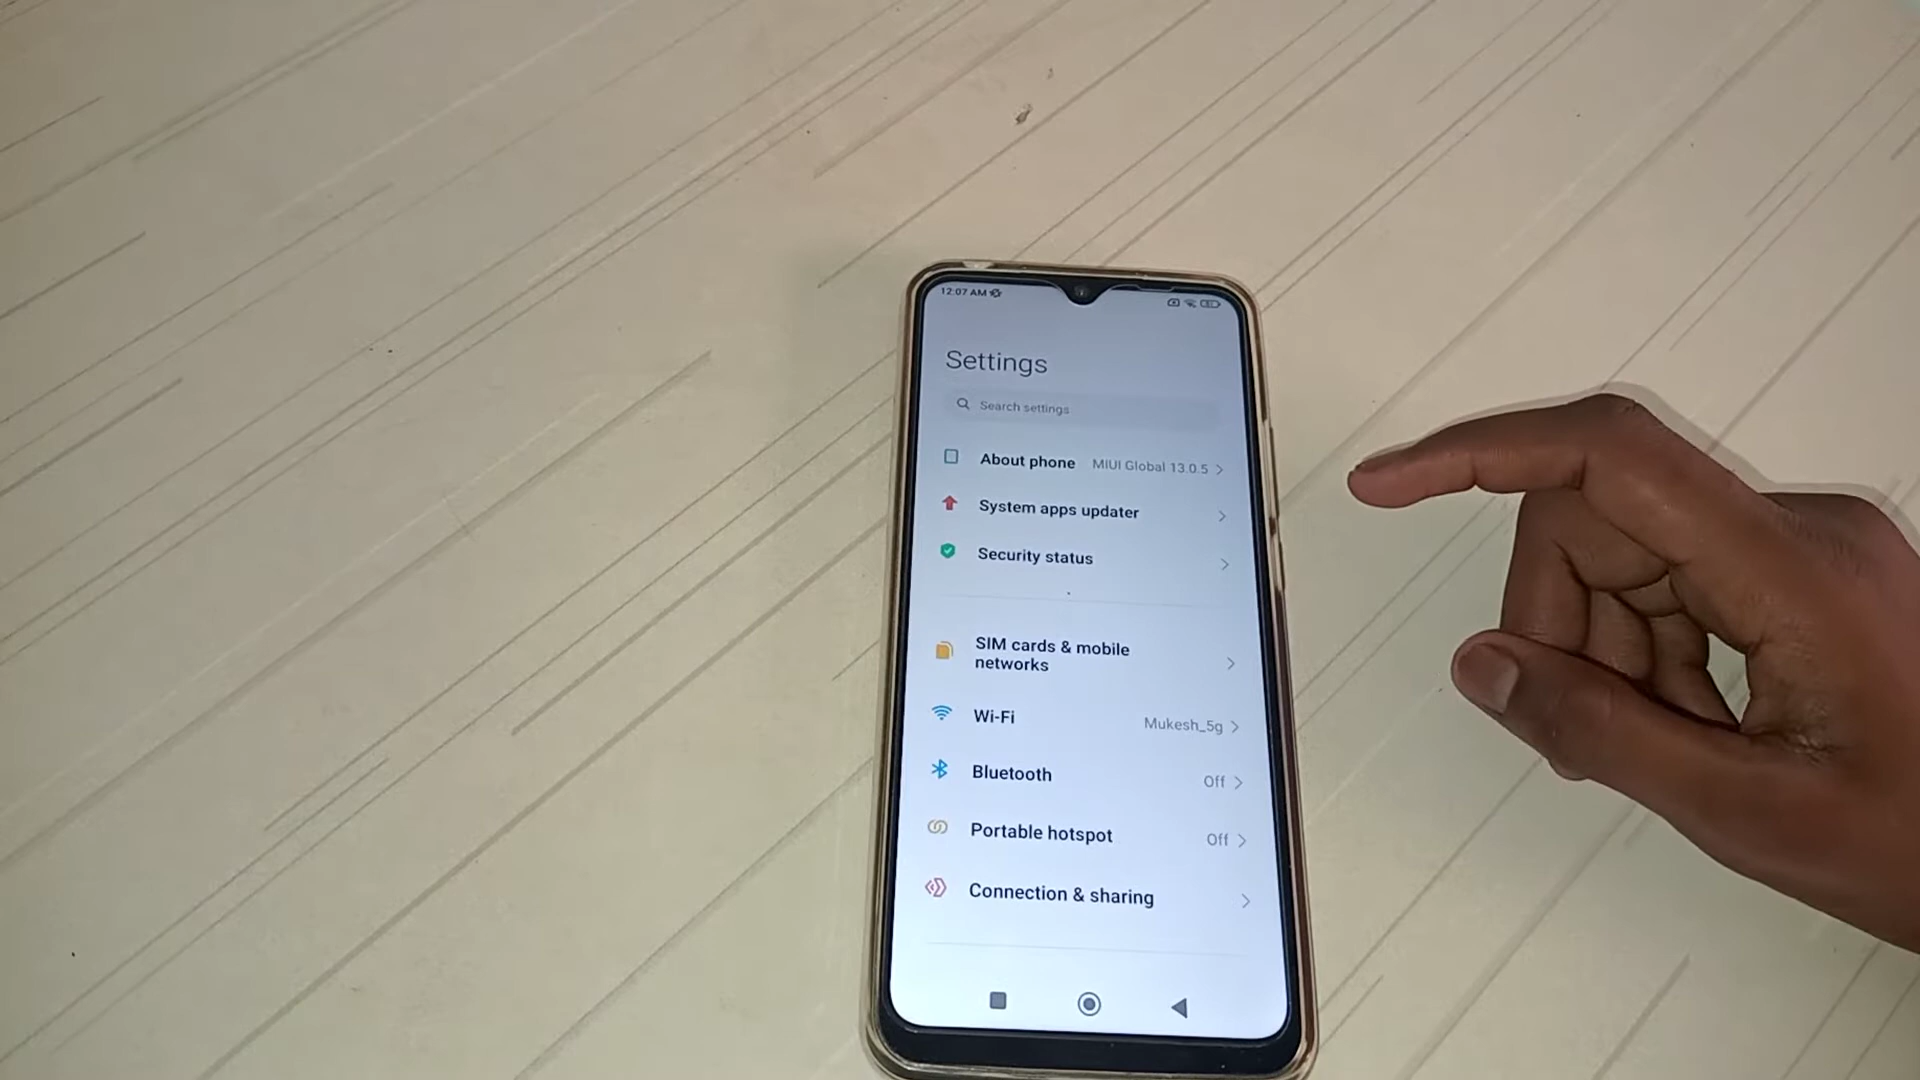 12:07 AM
Settings
Search settings
About phone MIUI Global 13.0.5
System apps updater
Security status
SIM cards & mobile
networks
Wi-Fi Mukesh_5g
Bluetooth Off
Portable hotspot Off
Connection & sharing